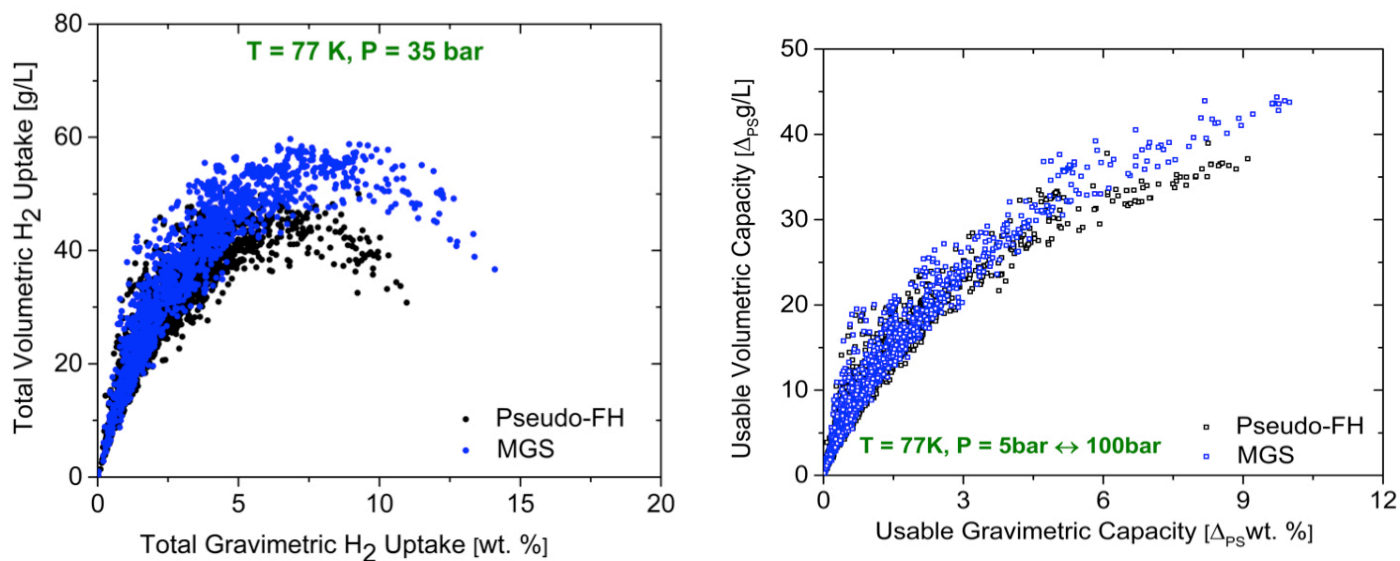 T = 77 K, P = 35 bar
Total Volumetric H2 Uptake [g/L]
80
60
40
20
0
Pseudo-FH
MGS
0 5 10 15 20
Total Gravimetric H2 Uptake [wt. %]
Usable Volumetric Capacity [ΔPSg/L]
50
40
30
20
10
0
Pseudo-FH
T = 77K, P = 5bar ↔ 100bar
MGS
0 3 6 9 12
Usable Gravimetric Capacity [ΔPSwt. %]